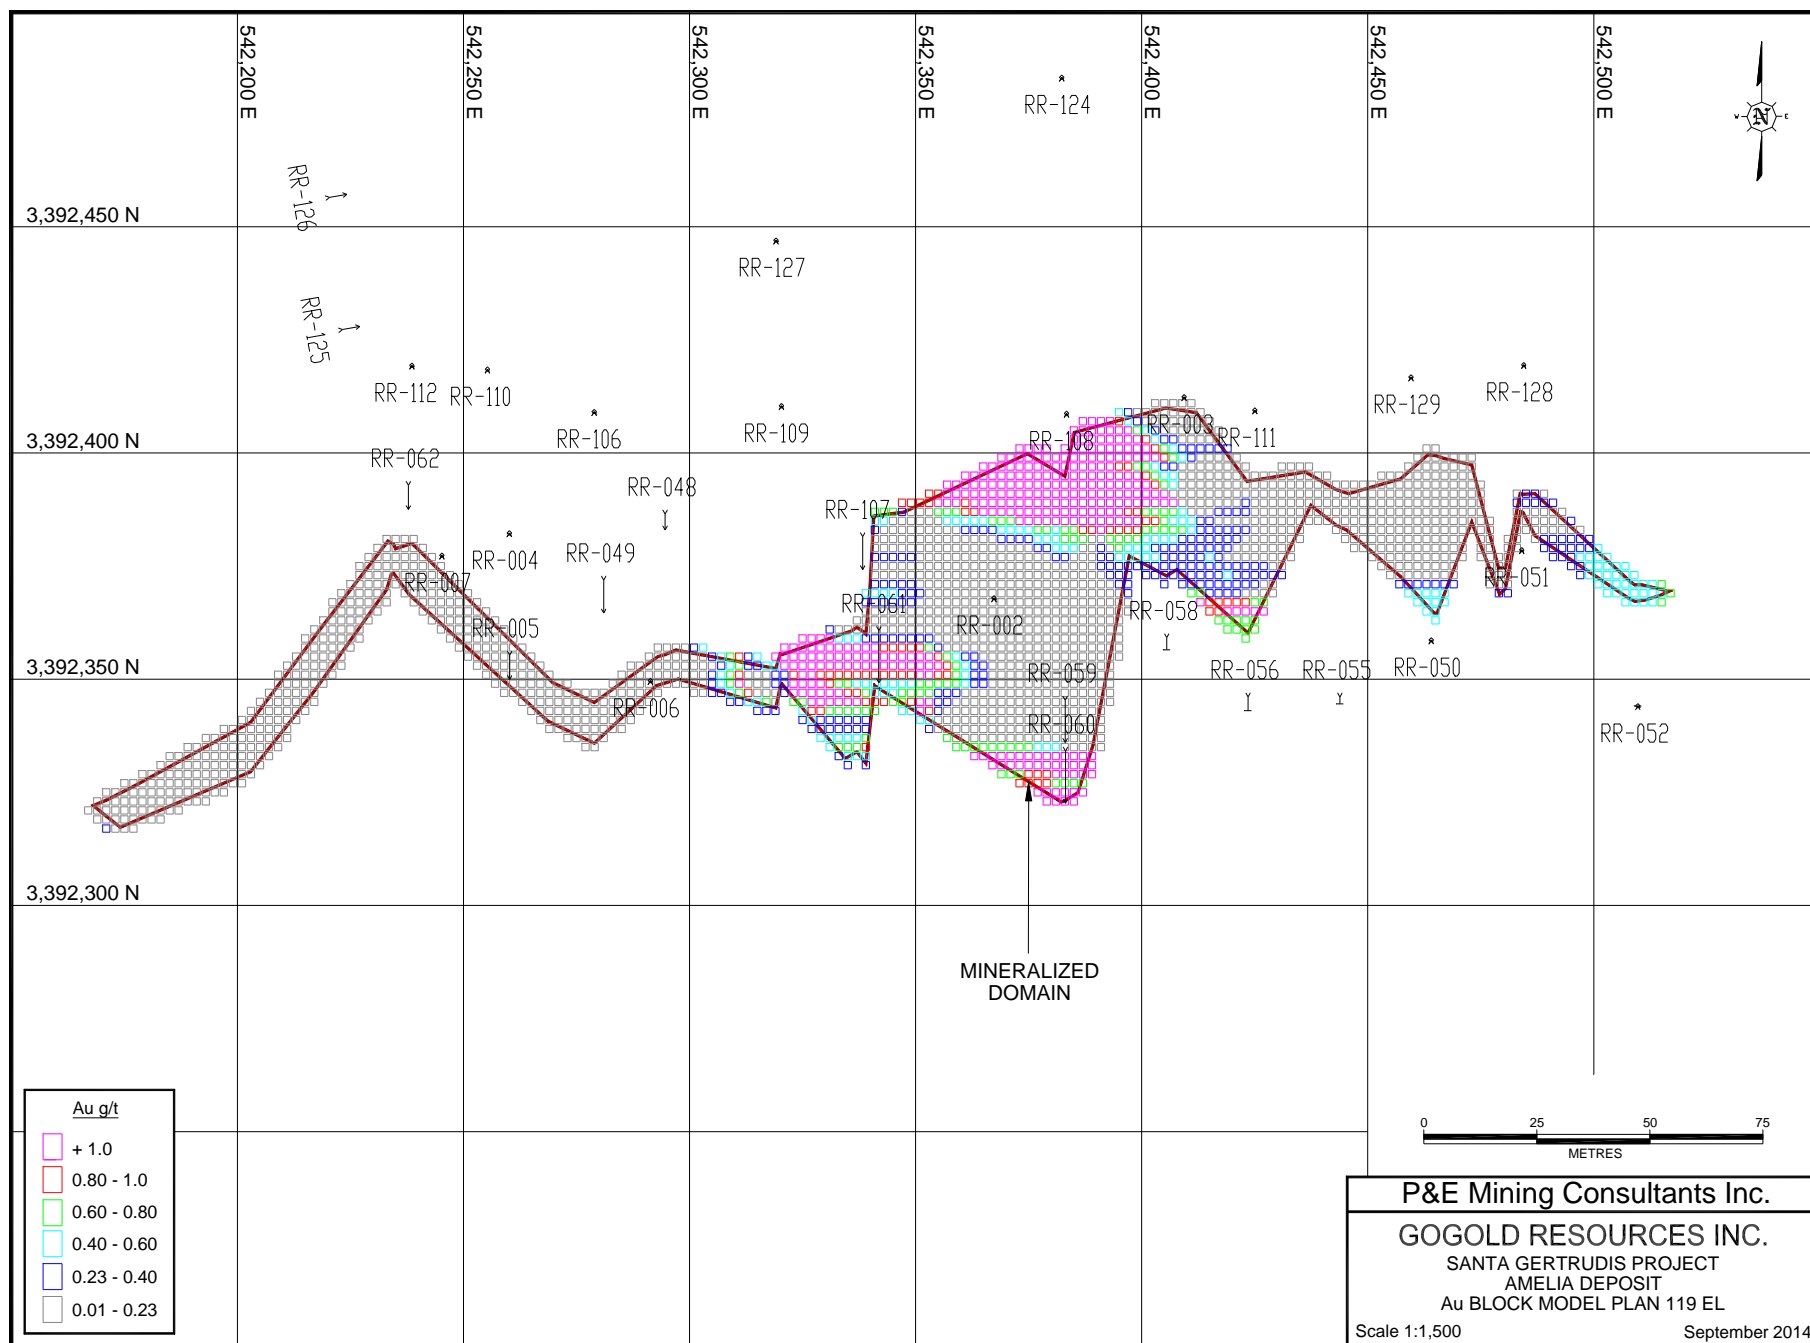 542,200 E
542,250 E
542,300 E
542,350 E
542,400 E
542,450 E
542,500 E
RR-124
N
W
E
RR-126
3,392,450 N
RR-127
RR-125
RR-112
RR-110
RR-106
RR-109
RR-108
RR-003
RR-111
RR-129
RR-128
3,392,400 N
RR-062
RR-048
RR-107
RR-004
RR-049
RR-007
RR-051
RR-061
RR-005
RR-002
RR-058
3,392,350 N
RR-006
RR-059
RR-060
RR-056
RR-055
RR-050
RR-052
3,392,300 N
MINERALIZED
DOMAIN
Au g/t
+ 1.0
0.80 - 1.0
0.60 - 0.80
0.40 - 0.60
0.23 - 0.40
0.01 - 0.23
0 25 50 75
METRES
P&E Mining Consultants Inc.
GOGOLD RESOURCES INC.
SANTA GERTRUDIS PROJECT
AMELIA DEPOSIT
Au BLOCK MODEL PLAN 119 EL
Scale 1:1,500 September 2014